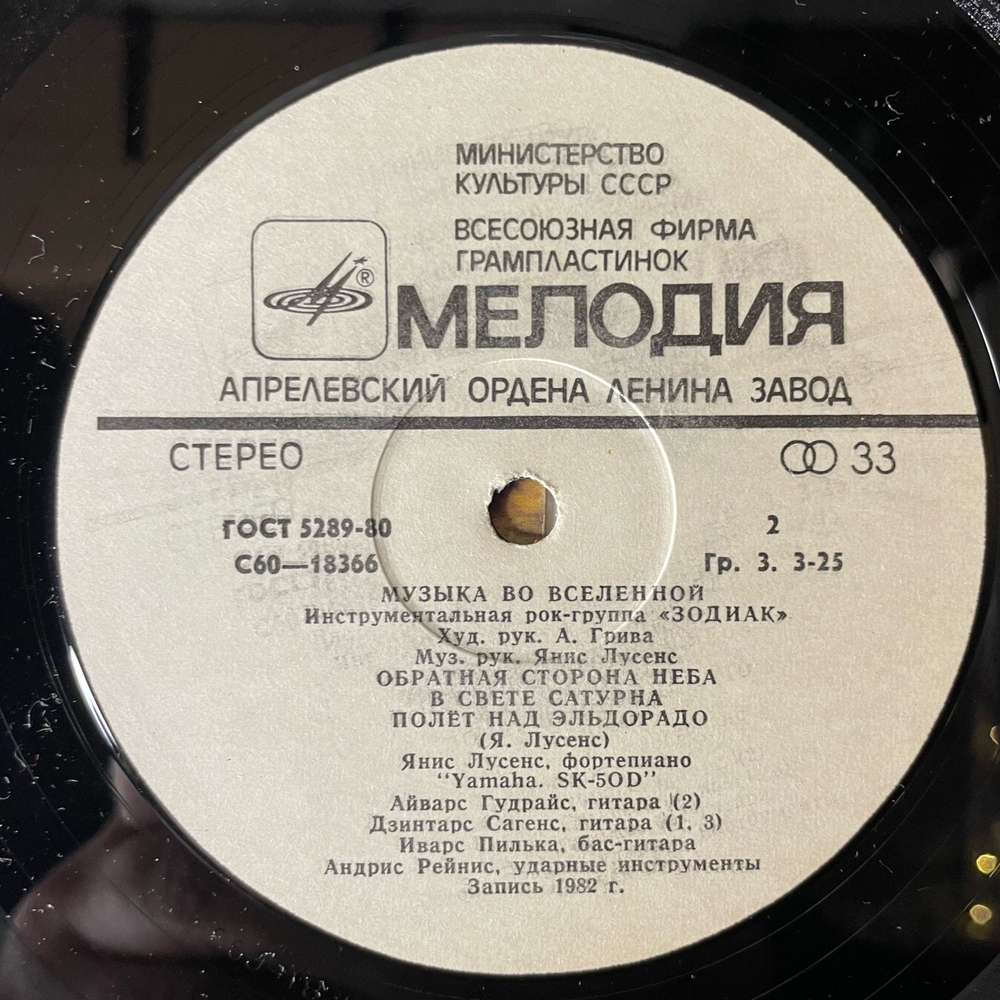 МИНИСТЕРСТВО
КУЛЬТУРЫ СССР
ВСЕСОЮЗНАЯ ФИРМА
ГРАМПЛАСТИНОК
®
МЕЛОДИЯ
АПРЕЛЕВСКИЙ ОРДЕНА ЛЕНИНА ЗАВОД
СТЕРЕО 33
ГОСТ 5289-80 2
С60—18366 Гр. 3. 3-25
МУЗЫКА ВО ВСЕЛЕННОЙ
Инструментальная рок-группа «ЗОДИАК»
Худ. рук. А. Грива
Муз. рук. Янис Лусенс
ОБРАТНАЯ СТОРОНА НЕБА
В СВЕТЕ САТУРНА
ПОЛЁТ НАД ЭЛЬДОРАДО
(Я. Лусенс)
Янис Лусенс, фортепиано
"Yamaha. SK-50D"
Айварс Гудрайс, гитара (2)
Дзинтарс Сагенс, гитара (1, 3)
Иварс Пилька, бас-гитара
Андрис Рейнис, ударные инструменты
Запись 1982 г.